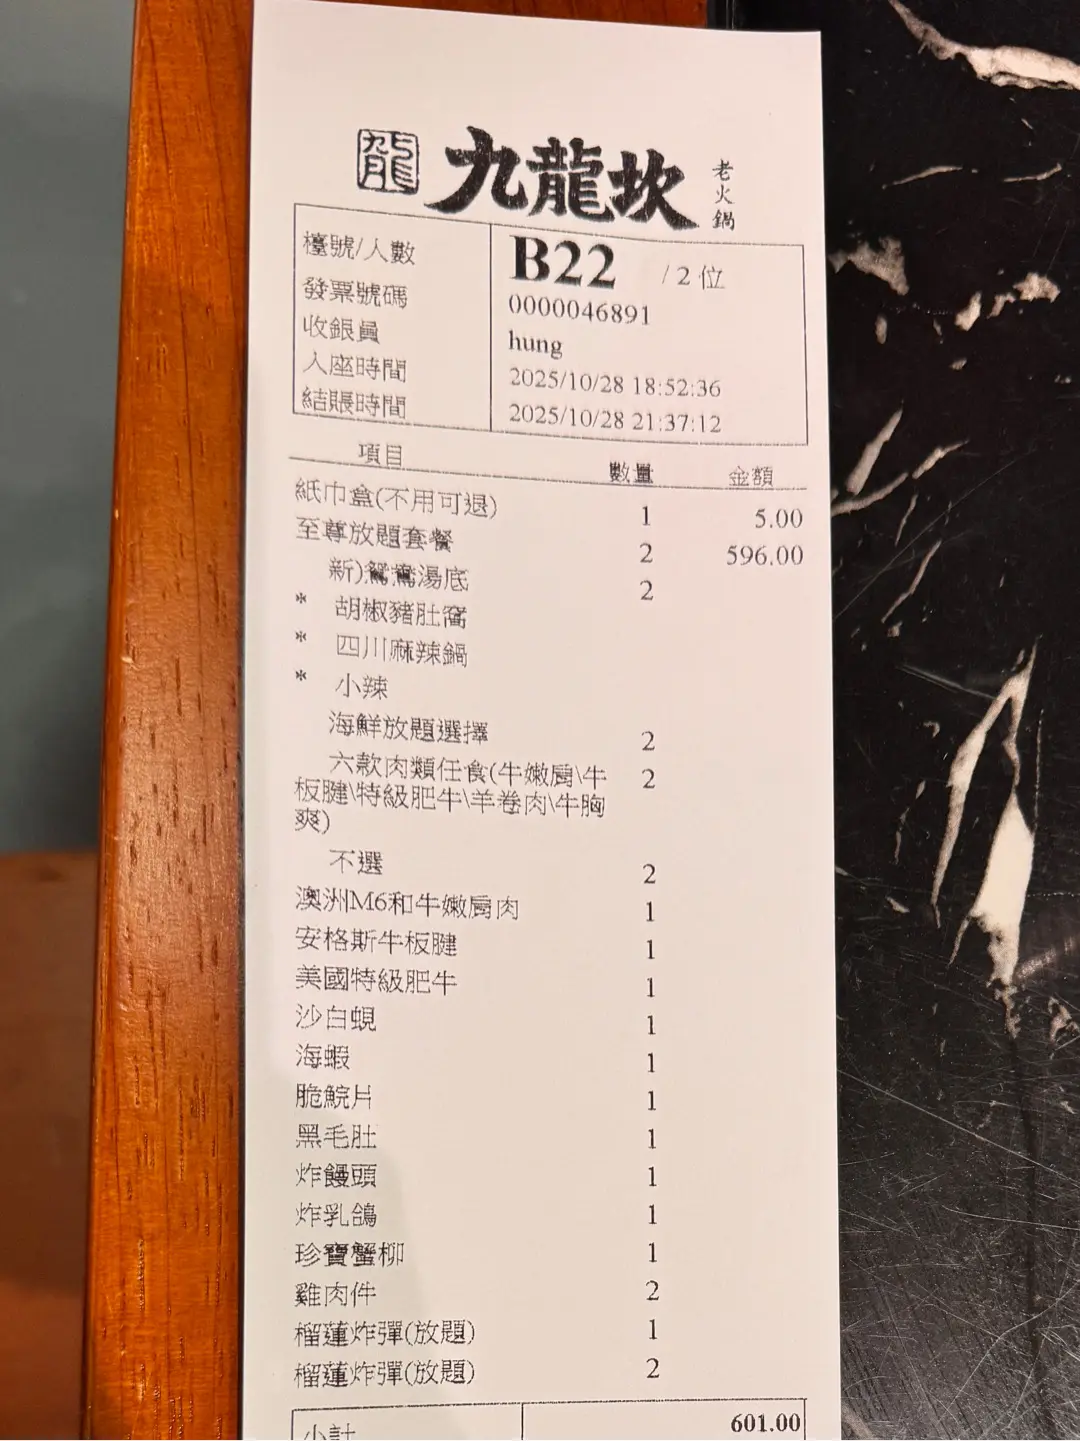 龍 九龍坎 老火鍋
檯號/人數 B22 / 2 位
發票號碼 0000046891
收銀員 hung
入座時間 2025/10/28 18:52:36
結賬時間 2025/10/28 21:37:12
項目 數量 金額
紙巾盒(不用可退) 1 5.00
至尊放題套餐 2 596.00
新)鴛鴦湯底 2
* 胡椒豬肚窩
* 四川麻辣鍋
* 小辣
海鮮放題選擇 2
六款肉類任食(牛嫩肩\牛 2
板腱\特級肥牛\羊卷肉\牛胸
爽)
不選 2
澳洲M6和牛嫩肩肉 1
安格斯牛板腱 1
美國特級肥牛 1
沙白蜆 1
海蝦 1
脆鯇片 1
黑毛肚 1
炸饅頭 1
炸乳鴿 1
珍寶蟹柳 1
雞肉件 2
榴蓮炸彈(放題) 1
榴蓮炸彈(放題) 2
小計 601.00